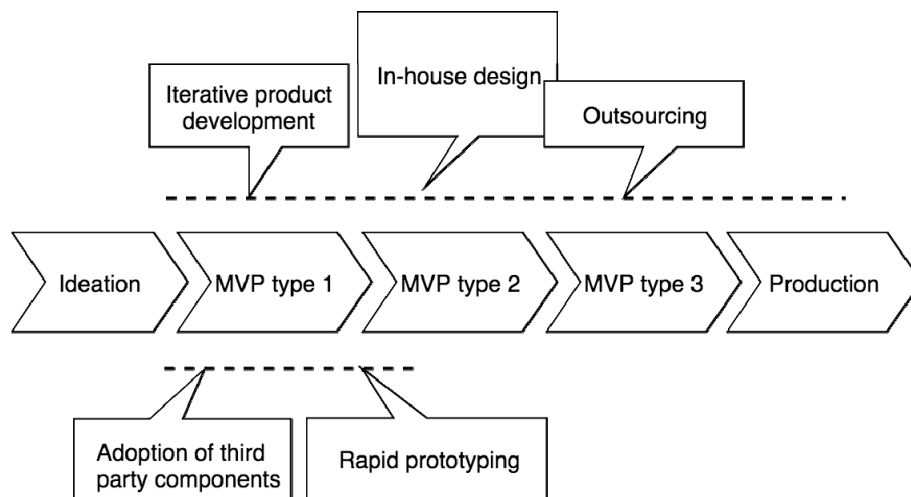 In-house design
Iterative product
development
Outsourcing
Ideation
MVP type 1
MVP type 2
MVP type 3
Production
Adoption of third
party components
Rapid prototyping